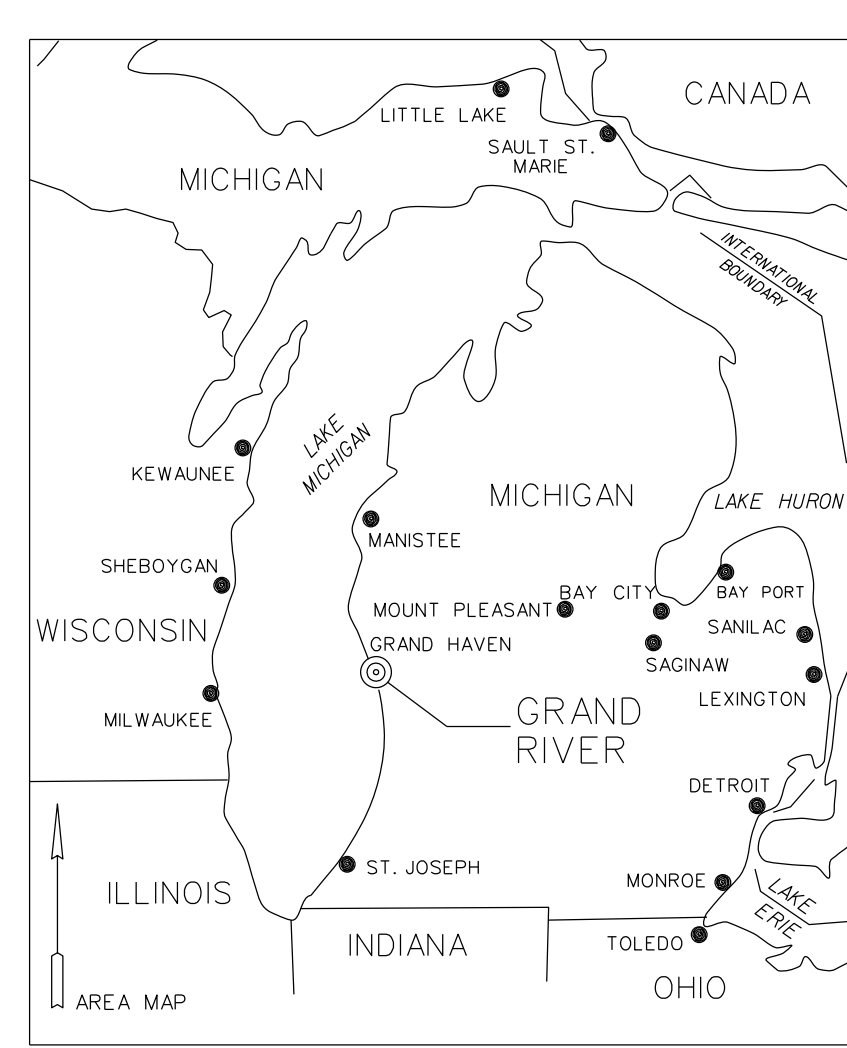 CANADA
LITTLE LAKE
SAULT ST.
MARIE
MICHIGAN
INTERNATIONAL
BOUNDARY
LAKE
MICHIGAN
KEWAUNEE
MICHIGAN
LAKE HURON
MANISTEE
SHEBOYGAN
BAY CITY
BAY PORT
MOUNT PLEASANT
WISCONSIN
SANILAC
GRAND HAVEN
SAGINAW
LEXINGTON
MILWAUKEE
GRAND
RIVER
DETROIT
ST. JOSEPH
MONROE
ILLINOIS
LAKE
ERIE
INDIANA
TOLEDO
OHIO
AREA MAP